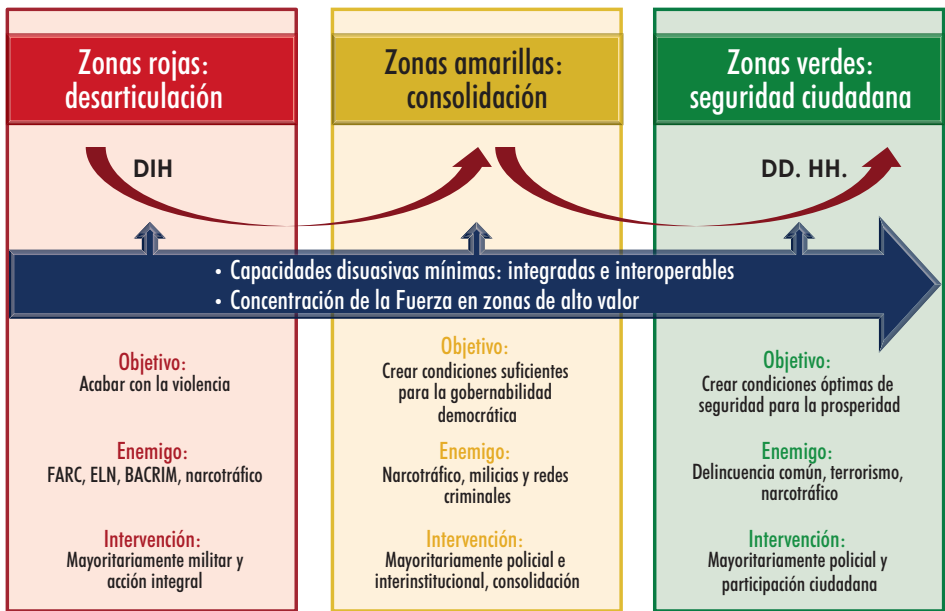 Zonas rojas:
desarticulación
Zonas amarillas:
consolidación
Zonas verdes:
seguridad ciudadana
DIH
DD. HH.
• Capacidades disuasivas mínimas: integradas e interoperables
• Concentración de la Fuerza en zonas de alto valor
Objetivo:
Acabar con la violencia
Enemigo:
FARC, ELN, BACRIM, narcotráfico
Intervención:
Mayoritariamente militar y
acción integral
Objetivo:
Crear condiciones suficientes
para la gobernabilidad
democrática
Enemigo:
Narcotráfico, milicias y redes
criminales
Intervención:
Mayoritariamente policial e
interinstitucional, consolidación
Objetivo:
Crear condiciones óptimas de
seguridad para la prosperidad
Enemigo:
Delincuencia común, terrorismo,
narcotráfico
Intervención:
Mayoritariamente policial y
participación ciudadana